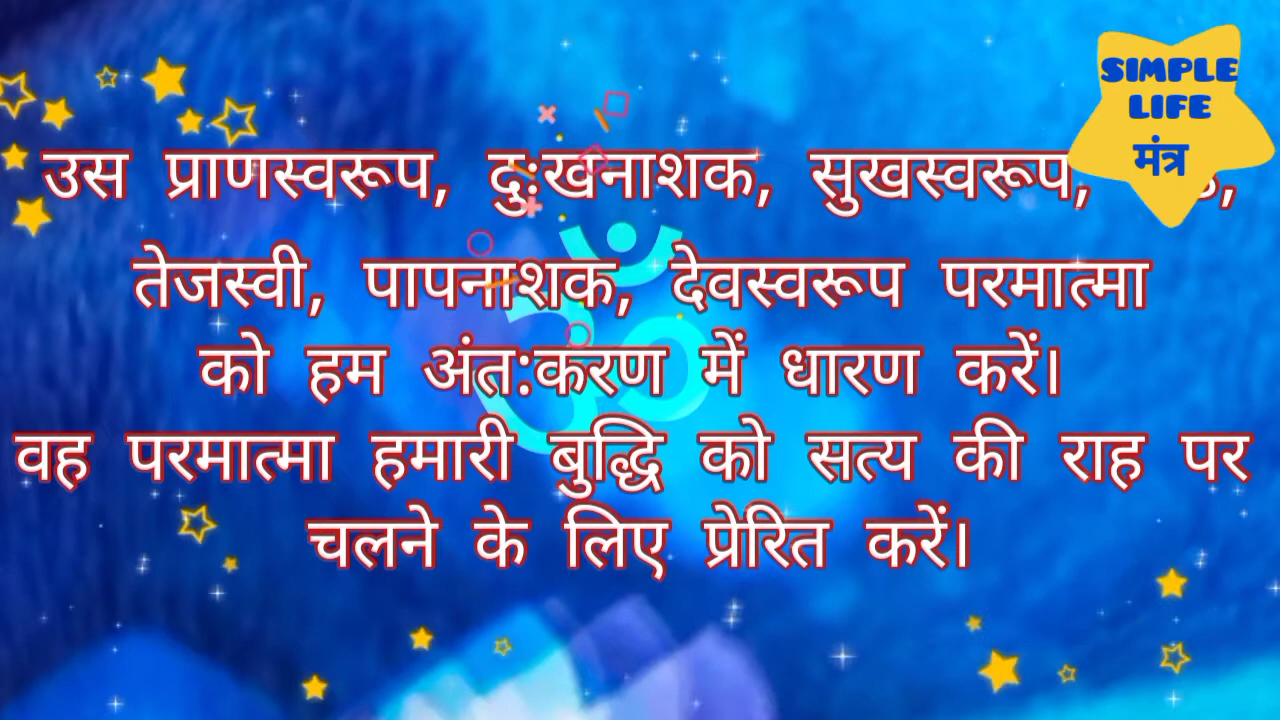 SIMPLE
LIFE
मंत्र
उस प्राणस्वरूप, दुःखनाशक, सुखस्वरूप,
तेजस्वी, पापनाशक, देवस्वरूप परमात्मा
को हम अंत:करण में धारण करें।
वह परमात्मा हमारी बुद्धि को सत्य की राह पर
चलने के लिए प्रेरित करें।
ॐ